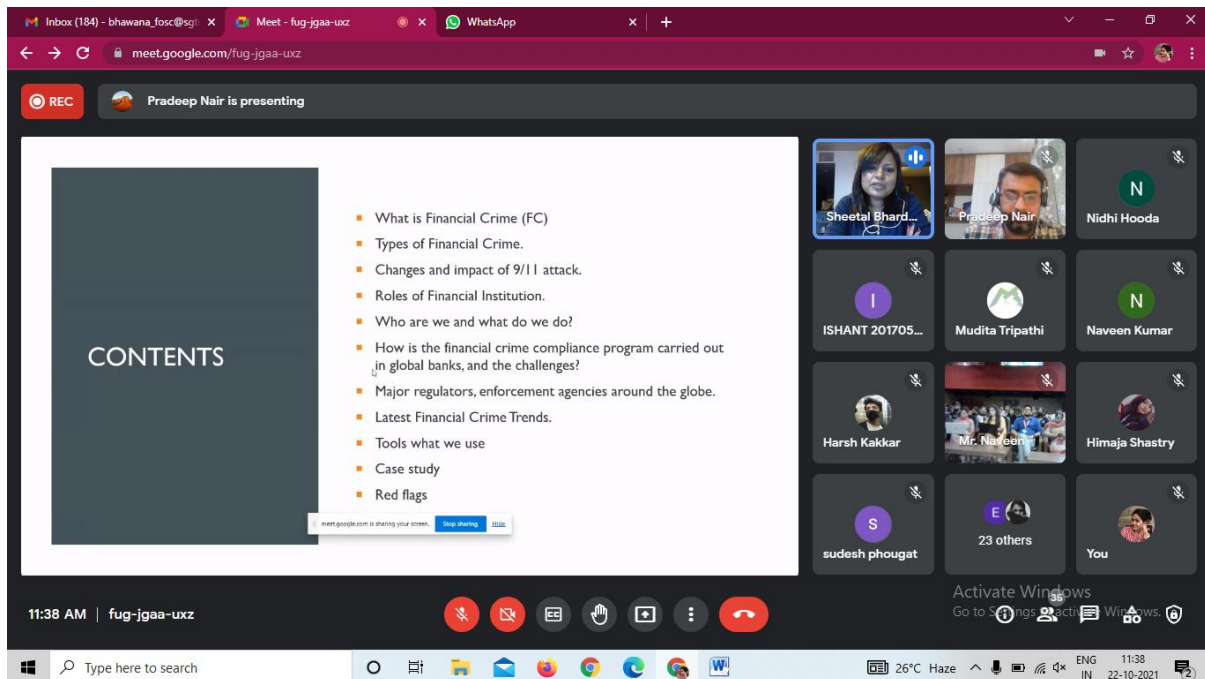 Inbox (184) - bhawana_fosc@sgt
Meet - fug-jgaa-uxz
WhatsApp
meet.google.com/fug-jgaa-uxz
REC
Pradeep Nair is presenting
CONTENTS
What is Financial Crime (FC)
Types of Financial Crime.
Changes and impact of 9/11 attack.
Roles of Financial Institution.
Who are we and what do we do?
How is the financial crime compliance program carried out
in global banks, and the challenges?
Major regulators, enforcement agencies around the globe.
Latest Financial Crime Trends.
Tools what we use
Case study
Red flags
meet.google.com is sharing your screen.
Stop sharing
Hide
Sheetal Bhard...
Pradeep Nair
N
Nidhi Hooda
I
ISHANT 201705...
Mudita Tripathi
N
Naveen Kumar
Harsh Kakkar
Mr. Naveen
Himaja Shastry
S
sudesh phougat
E
23 others
You
11:38 AM | fug-jgaa-uxz
CC
Activate Windows
Go to Settings to activate Windows.
36
Type here to search
W
26°C Haze
ENG
IN
11:38
22-10-2021
2